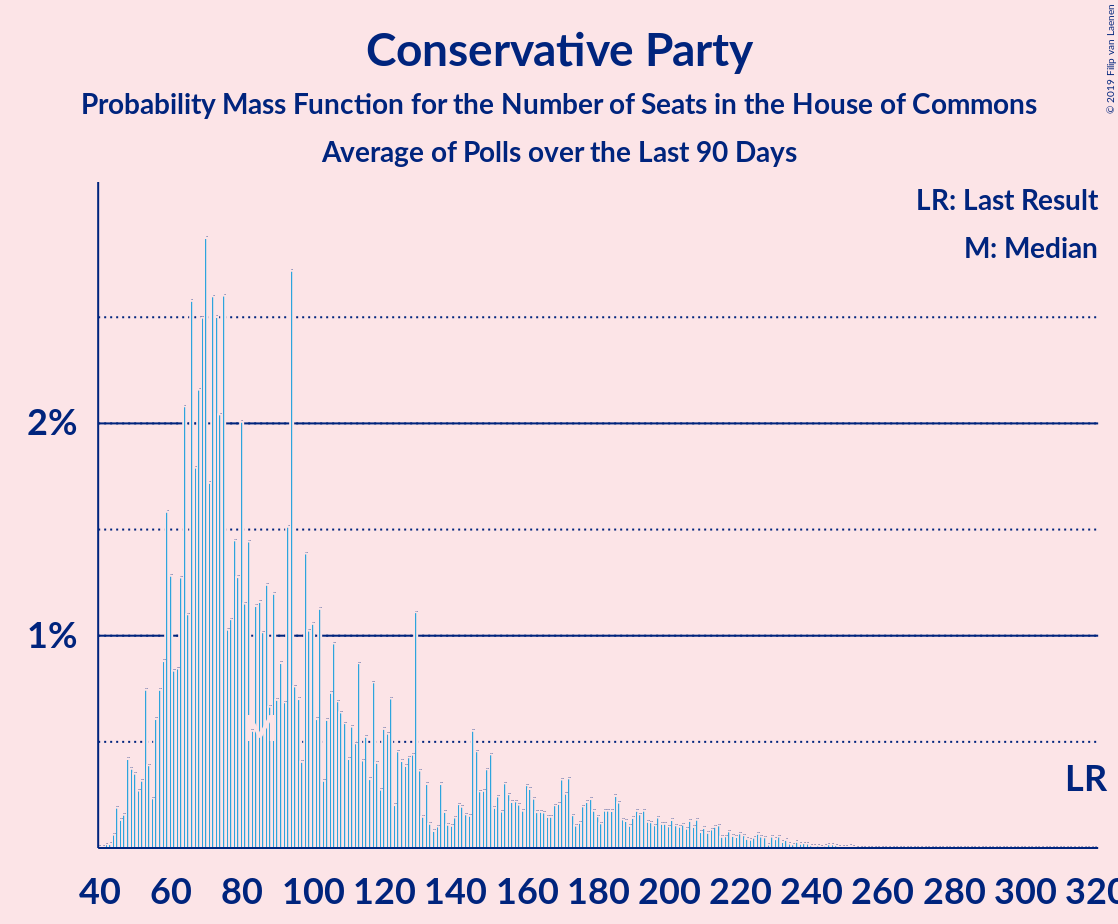 Conservative Party
Probability Mass Function for the Number of Seats in the House of Commons
Average of Polls over the Last 90 Days
© 2019 Filip van Laenen
LR: Last Result
M: Median
2%
1%
LR
40 60 80 100 120 140 160 180 200 220 240 260 280 300 320